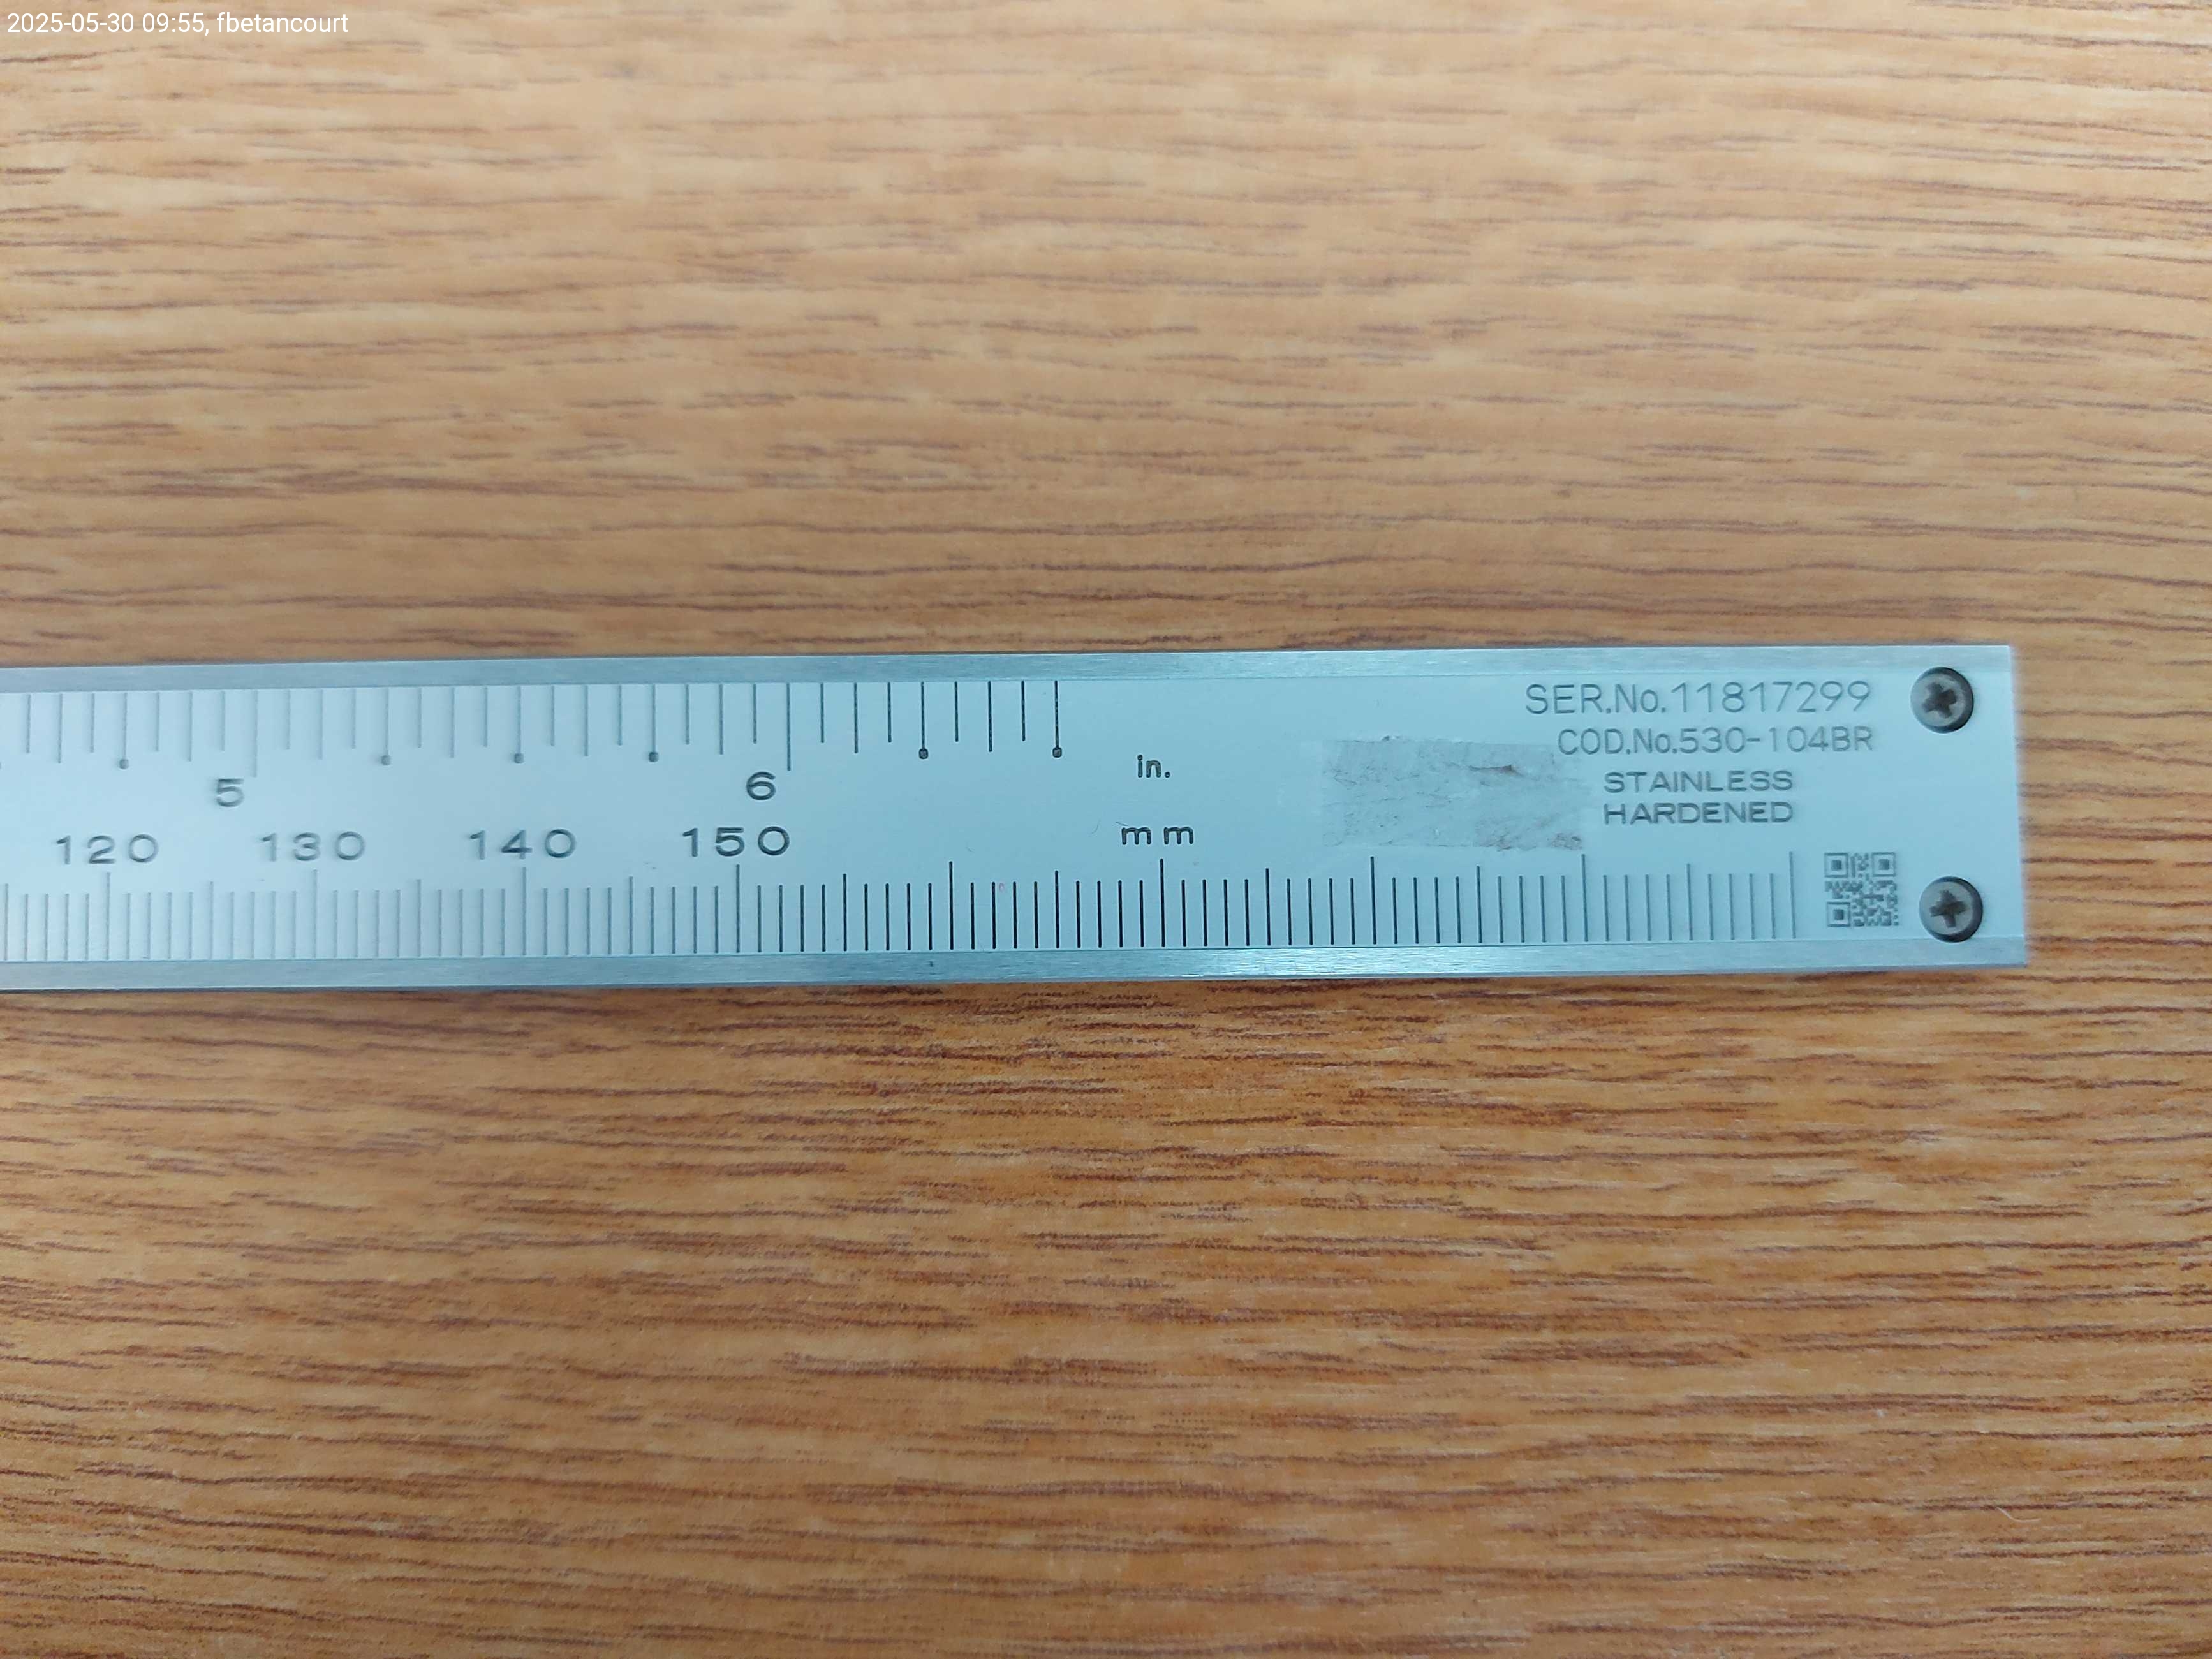 2025-05-30 09:55, fbetancourt
SER.No.11817299
COD.No.530-104BR
STAINLESS
HARDENED
in.
5 6
120 130 140 150
mm